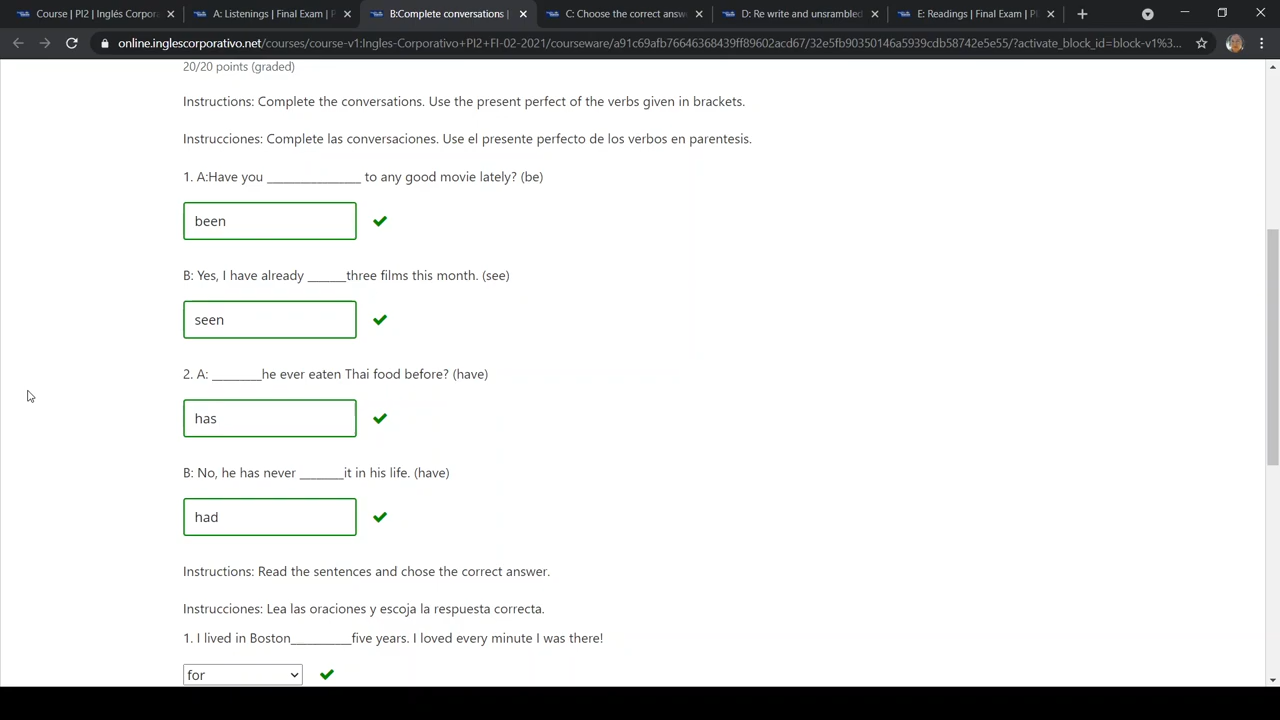 Course | PI2 | Inglés Corpora
A: Listenings | Final Exam | P
B:Complete conversations |
C: Choose the correct answ
D: Re write and unsrambled
E: Readings | Final Exam | PI
online.inglescorporativo.net/courses/course-v1:Ingles-Corporativo+PI2+FI-02-2021/courseware/a91c69afb76646368439ff89602acd67/32e5fb90350146a5939cdb58742e5e55/?activate_block_id=block-v1%3...
20/20 points (graded)
Instructions: Complete the conversations. Use the present perfect of the verbs given in brackets.
Instrucciones: Complete las conversaciones. Use el presente perfecto de los verbos en parentesis.
1. A:Have you _______________ to any good movie lately? (be)
been
B: Yes, I have already ______three films this month. (see)
seen
2. A: ________he ever eaten Thai food before? (have)
has
B: No, he has never _______it in his life. (have)
had
Instructions: Read the sentences and chose the correct answer.
Instrucciones: Lea las oraciones y escoja la respuesta correcta.
1. I lived in Boston__________five years. I loved every minute I was there!
for